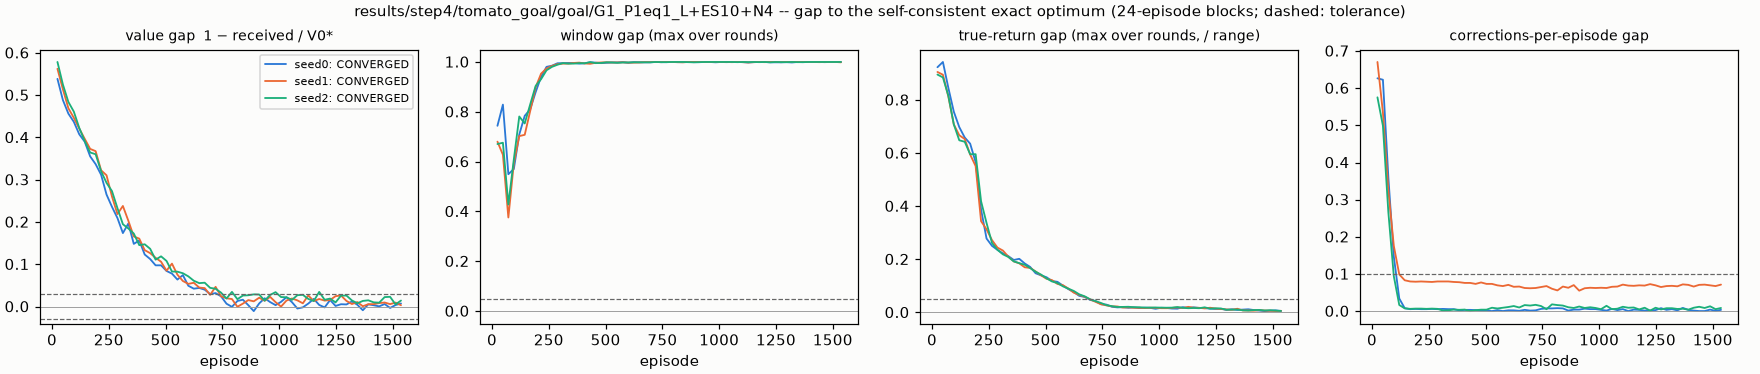 results/step4/tomato_goal/goal/G1_P1eq1_L+ES10+N4 -- gap to the self-consistent exact optimum (24-episode blocks; dashed: tolerance)
value gap  1 − received / V0*
0.6
0.5
0.4
0.3
0.2
0.1
0.0
seed0: CONVERGED
seed1: CONVERGED
seed2: CONVERGED
0 250 500 750 1000 1250 1500
episode
window gap (max over rounds)
1.0
0.8
0.6
0.4
0.2
0.0
0 250 500 750 1000 1250 1500
episode
true-return gap (max over rounds, / range)
0.8
0.6
0.4
0.2
0.0
0 250 500 750 1000 1250 1500
episode
corrections-per-episode gap
0.7
0.6
0.5
0.4
0.3
0.2
0.1
0.0
0 250 500 750 1000 1250 1500
episode